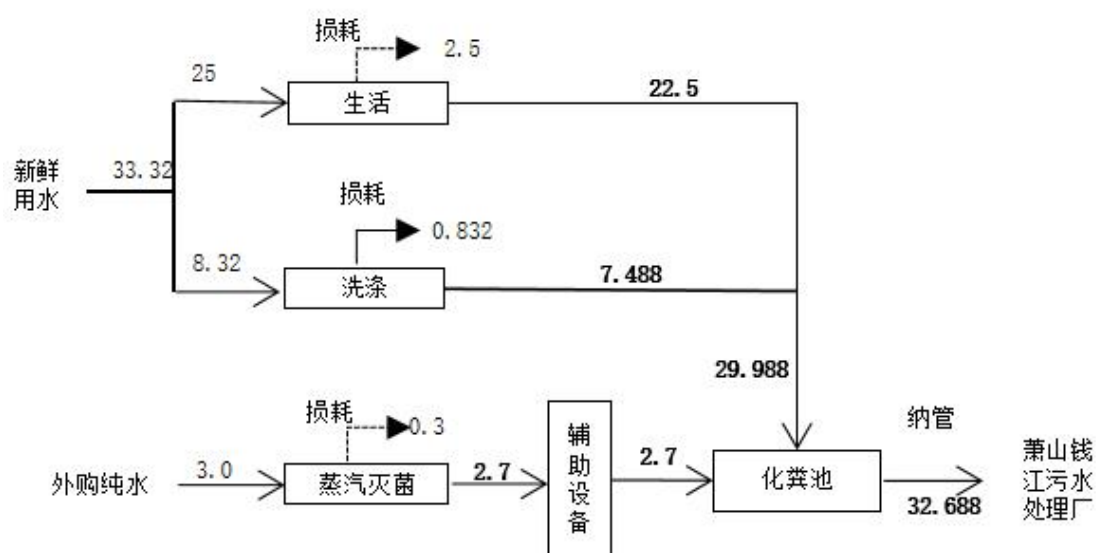 损耗
2.5
25
生活
22.5
新鲜
用水
33.32
损耗
0.832
8.32
洗涤
7.488
29.988
损耗
0.3
外购纯水
3.0
蒸汽灭菌
2.7
辅
助
设
备
2.7
化粪池
纳管
32.688
萧山钱
江污水
处理厂